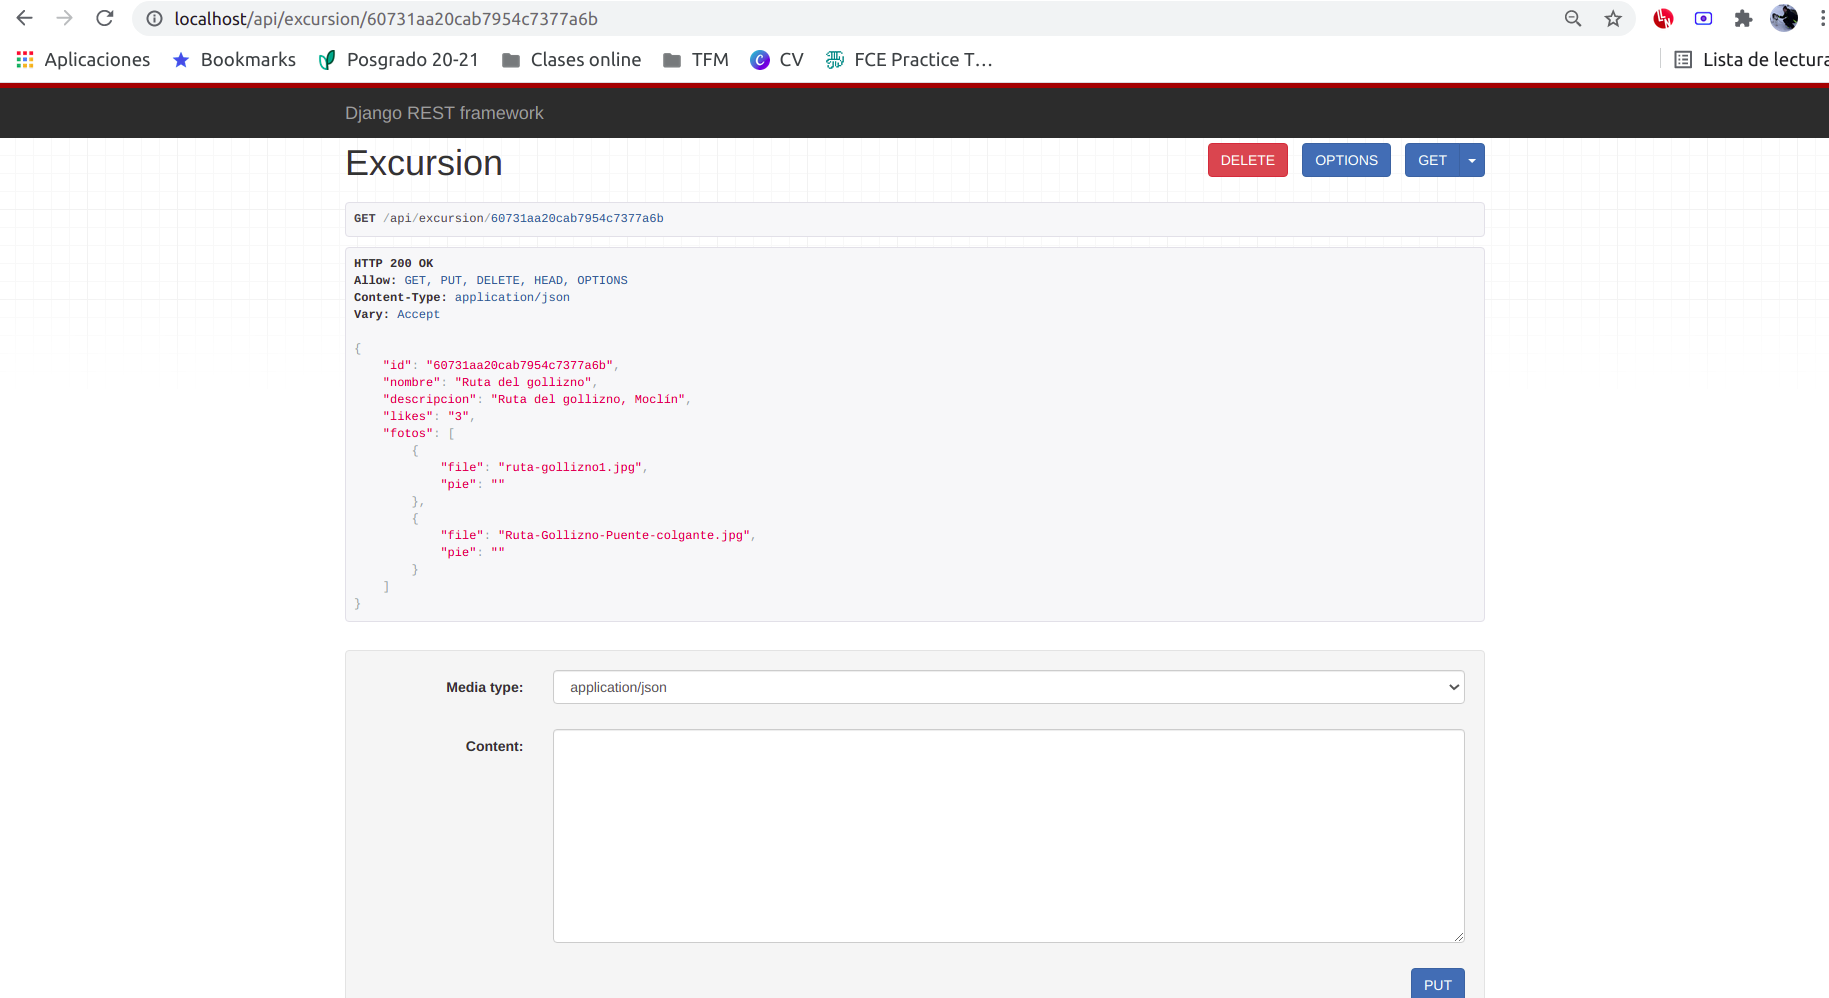 localhost/api/excursion/60731aa20cab7954c7377a6b
Aplicaciones Bookmarks Posgrado 20-21 Clases online TFM CV FCE Practice T... Lista de lectura
Django REST framework
Excursion DELETE OPTIONS GET
GET /api/excursion/60731aa20cab7954c7377a6b
HTTP 200 OK
Allow: GET, PUT, DELETE, HEAD, OPTIONS
Content-Type: application/json
Vary: Accept
{
"id": "60731aa20cab7954c7377a6b",
"nombre": "Ruta del gollizno",
"descripcion": "Ruta del gollizno, Moclín",
"likes": "3",
"fotos": [
{
"file": "ruta-gollizno1.jpg",
"pie": ""
},
{
"file": "Ruta-Gollizno-Puente-colgante.jpg",
"pie": ""
}
]
}
Media type: application/json
Content:
PUT